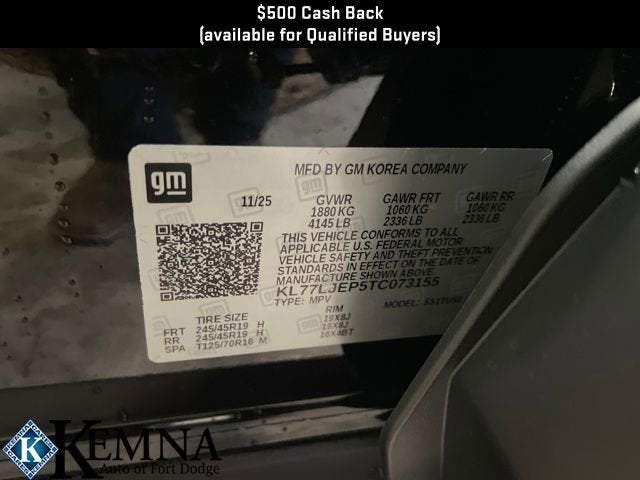 $500 Cash Back
(available for Qualified Buyers)
gm
MFD BY GM KOREA COMPANY
11/25 GVWR GAWR FRT GAWR RR
1880 KG 1060 KG 1060 KG
4145 LB 2336 LB 2336 LB
THIS VEHICLE CONFORMS TO ALL
APPLICABLE U.S. FEDERAL MOTOR
VEHICLE SAFETY AND THEFT
PREVENTION STANDARDS IN EFFECT ON THE DATE OF
MANUFACTURE SHOWN ABOVE.
KL77LJEP5TC073155
TYPE: MPV MODEL:
TIRE SIZE RIM
FRT 245/45R19 H 19X8J
RR 245/45R19 H 19X8J
SPA T125/70R16 M 16X4BT
K KEMNA
Auto of Fort Dodge